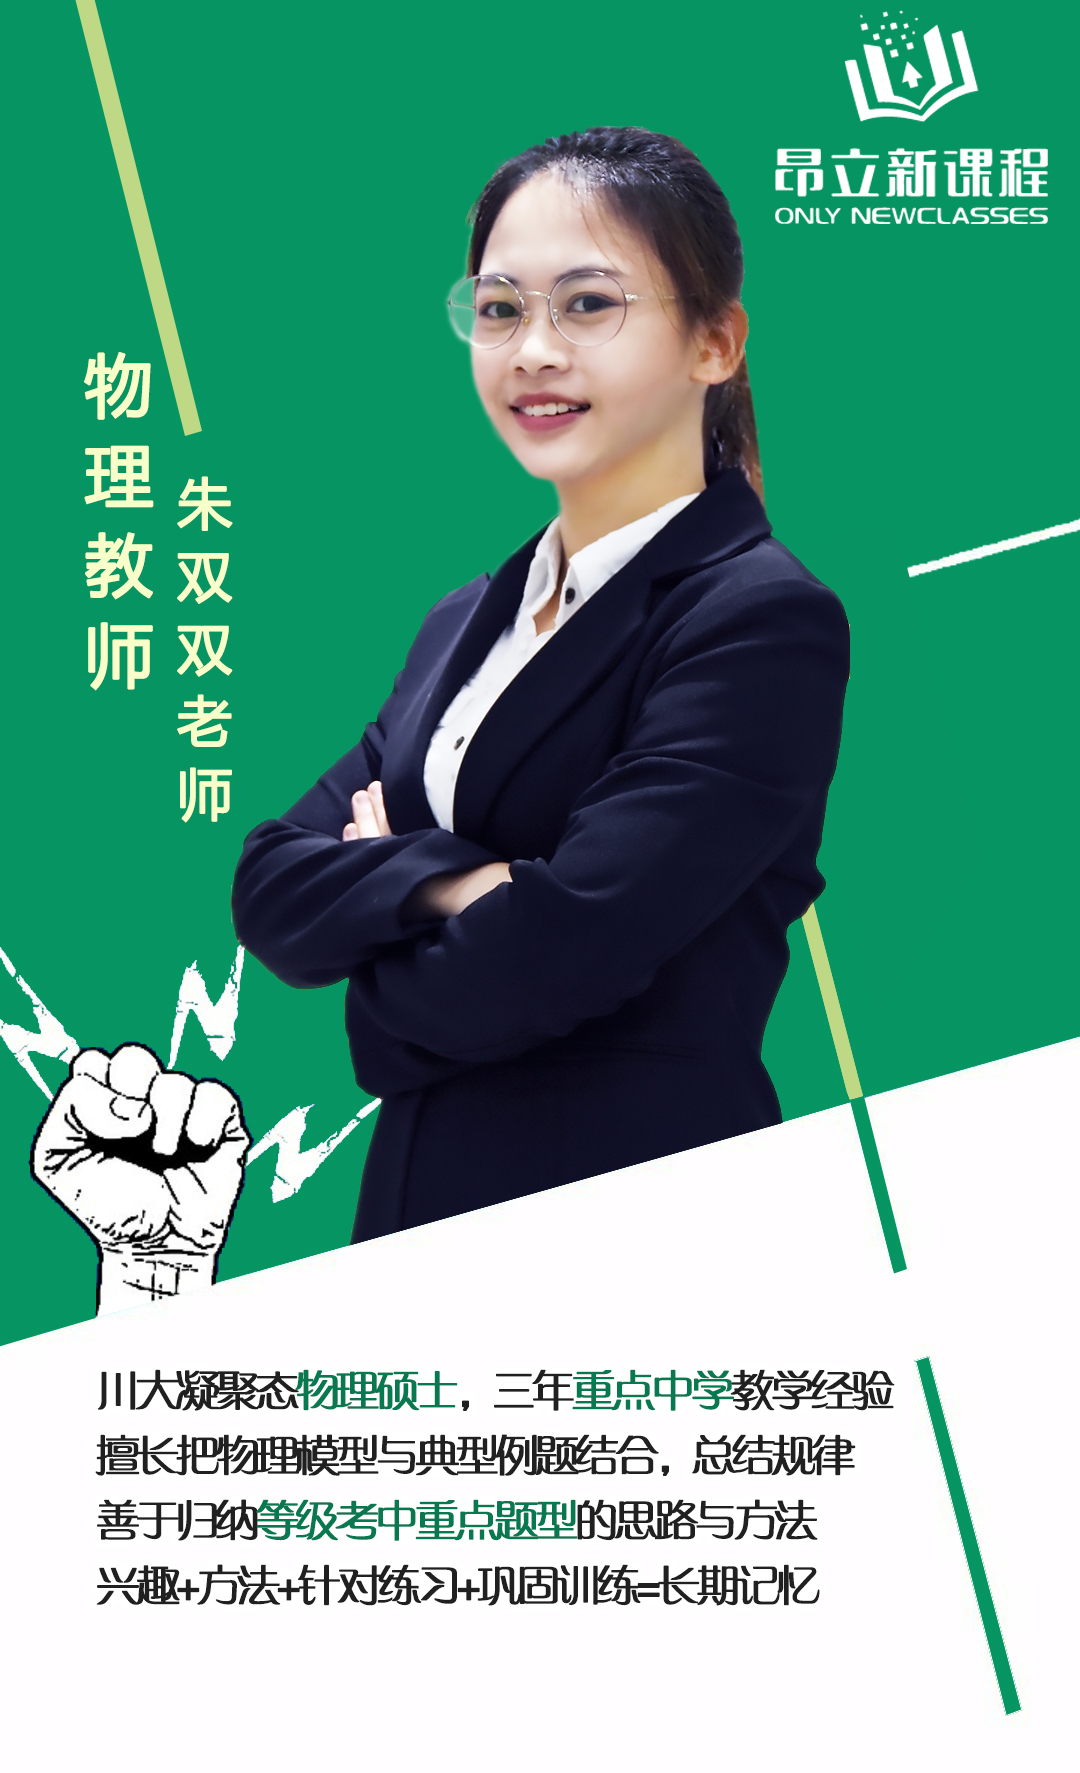 昂立新课程
ONLY NEWCLASSES
物理教师
朱双双老师
川大凝聚态物理硕士，三年重点中学教学经验
擅长把物理模型与典型例题结合，总结规律
善于归纳等级考中重点题型的思路与方法
兴趣+方法+针对练习+巩固训练=长期记忆